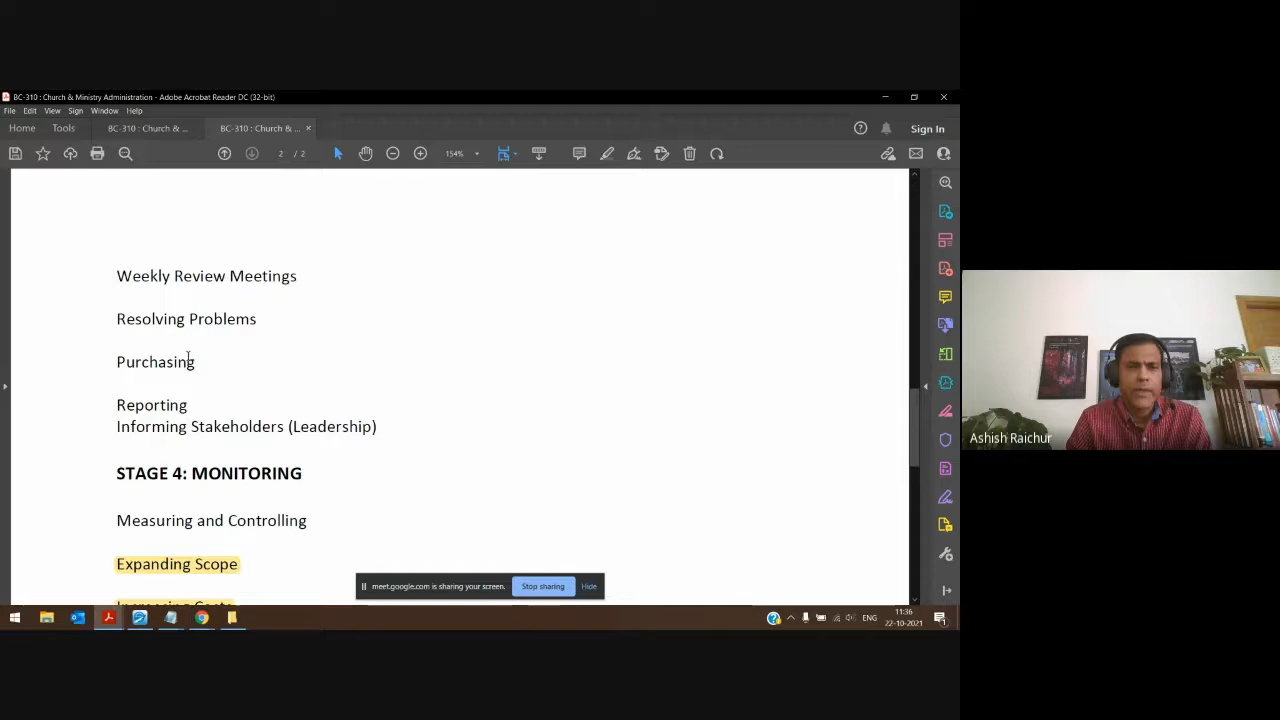 BC-310 : Church & Ministry Administration - Adobe Acrobat Reader DC (32-bit)
File Edit View Sign Window Help
Home Tools BC-310 : Church & ... BC-310 : Church & ... × Sign In
2 / 2 154%
Weekly Review Meetings
Resolving Problems
Purchasing
Reporting
Informing Stakeholders (Leadership)
STAGE 4: MONITORING
Measuring and Controlling
Expanding Scope
Increasing Costs
meet.google.com is sharing your screen. Stop sharing Hide
ENG
11:36
22-10-2021
Ashish Raichur